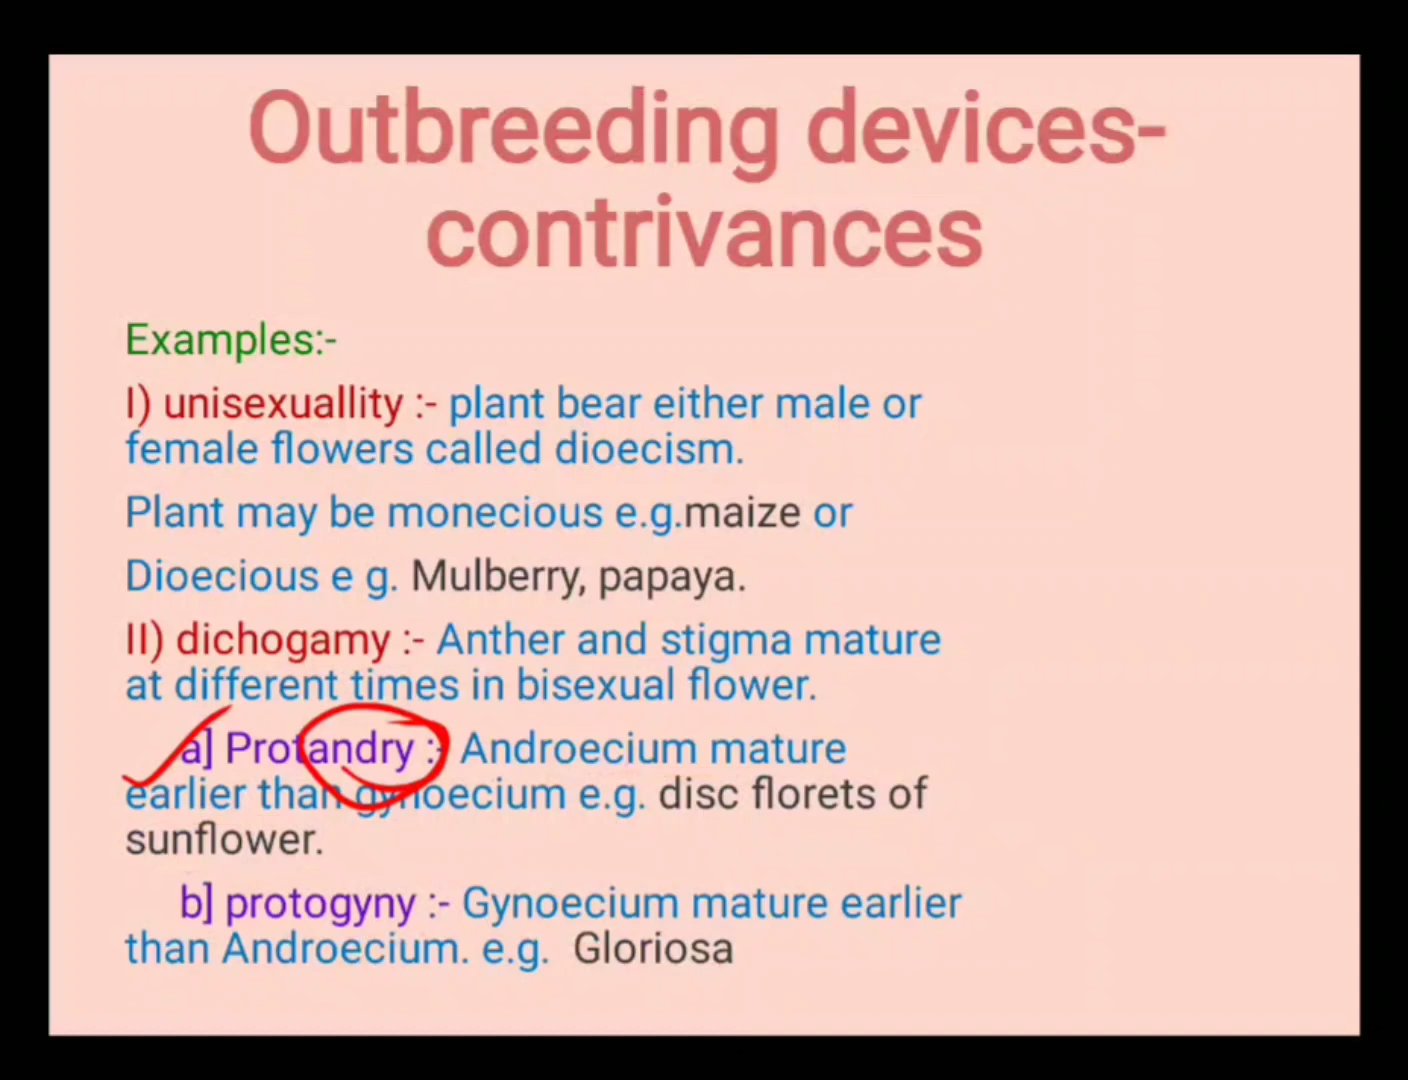 Outbreeding devices-
contrivances
Examples:-
I) unisexuallity :- plant bear either male or
female flowers called dioecism.
Plant may be monecious e.g.maize or
Dioecious e g. Mulberry, papaya.
II) dichogamy :- Anther and stigma mature
at different times in bisexual flower.
a] Protandry :- Androecium mature
earlier than gynoecium e.g. disc florets of
sunflower.
b] protogyny :- Gynoecium mature earlier
than Androecium. e.g. Gloriosa